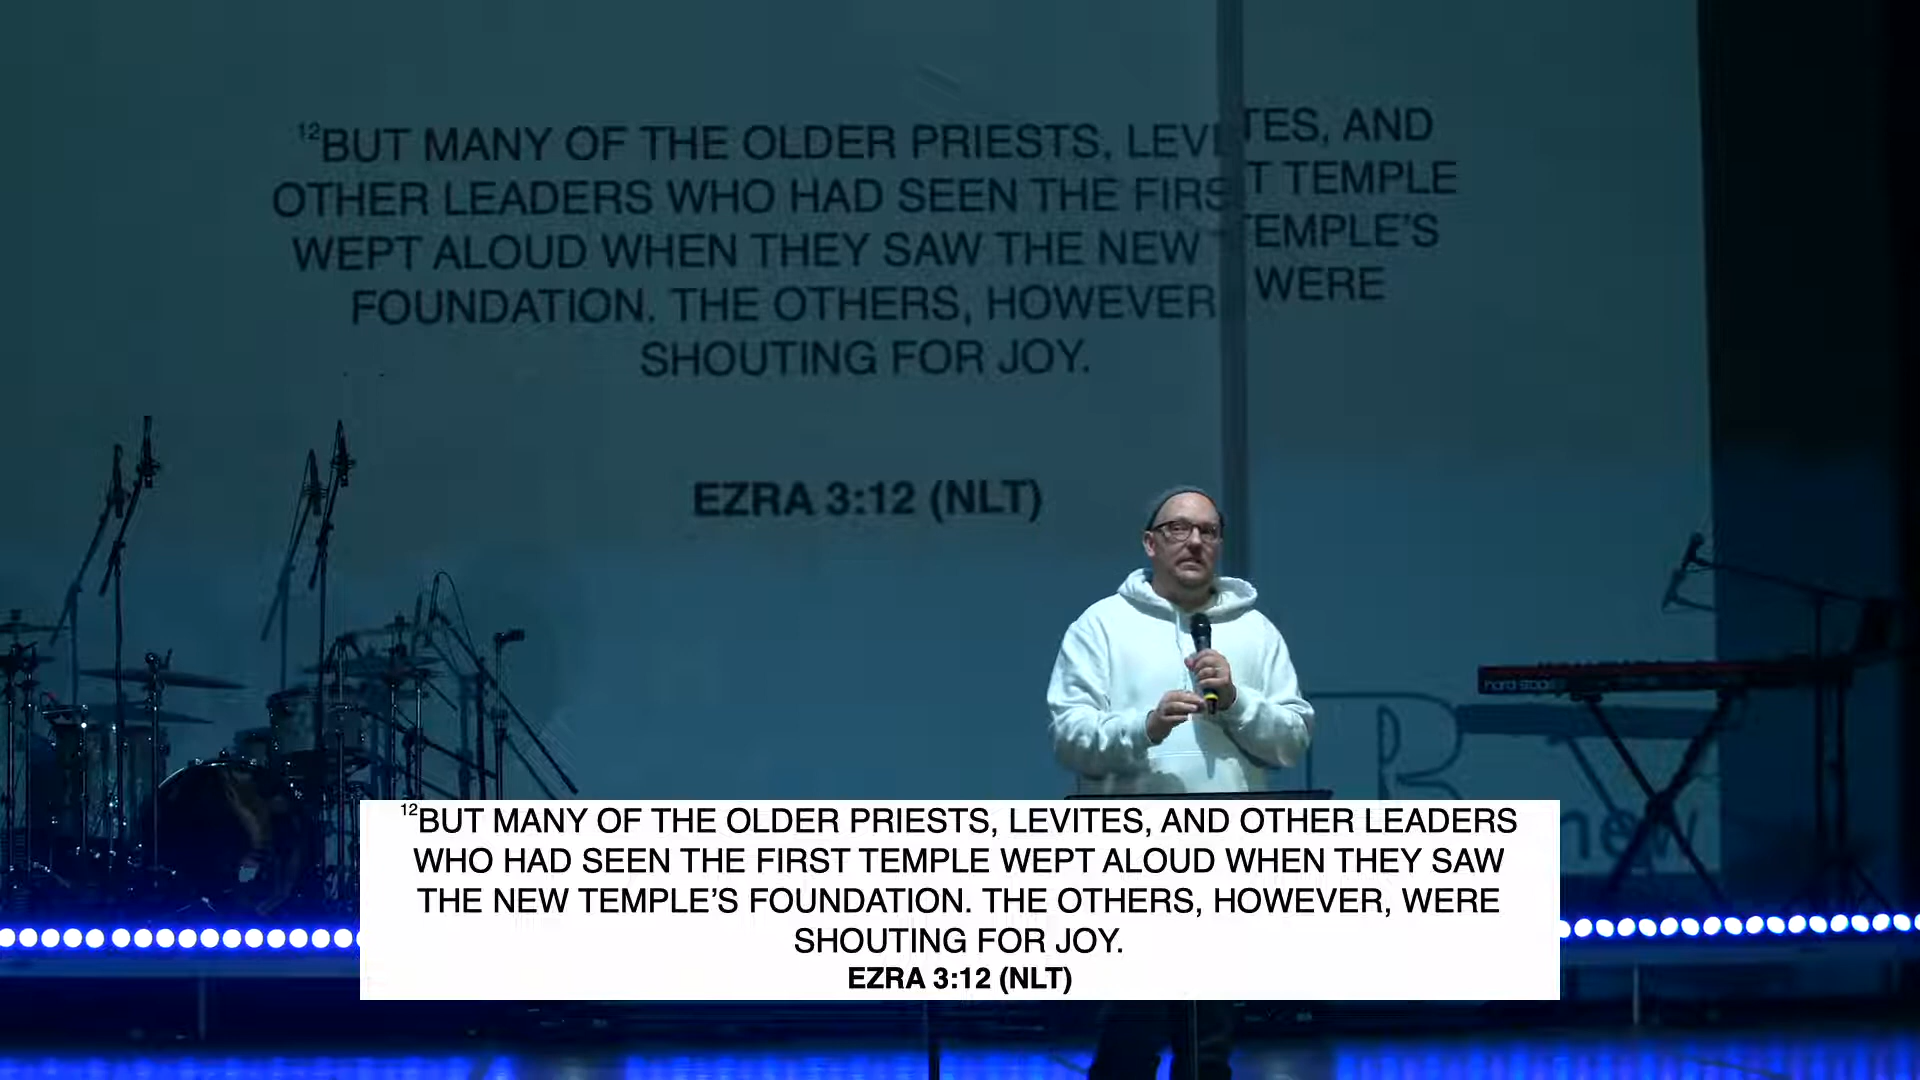 ¹²BUT MANY OF THE OLDER PRIESTS, LEVITES, AND
OTHER LEADERS WHO HAD SEEN THE FIRST TEMPLE
WEPT ALOUD WHEN THEY SAW THE NEW TEMPLE'S
FOUNDATION. THE OTHERS, HOWEVER WERE
SHOUTING FOR JOY.
EZRA 3:12 (NLT)
hard stop
¹²BUT MANY OF THE OLDER PRIESTS, LEVITES, AND OTHER LEADERS
WHO HAD SEEN THE FIRST TEMPLE WEPT ALOUD WHEN THEY SAW
THE NEW TEMPLE’S FOUNDATION. THE OTHERS, HOWEVER, WERE
SHOUTING FOR JOY.
EZRA 3:12 (NLT)